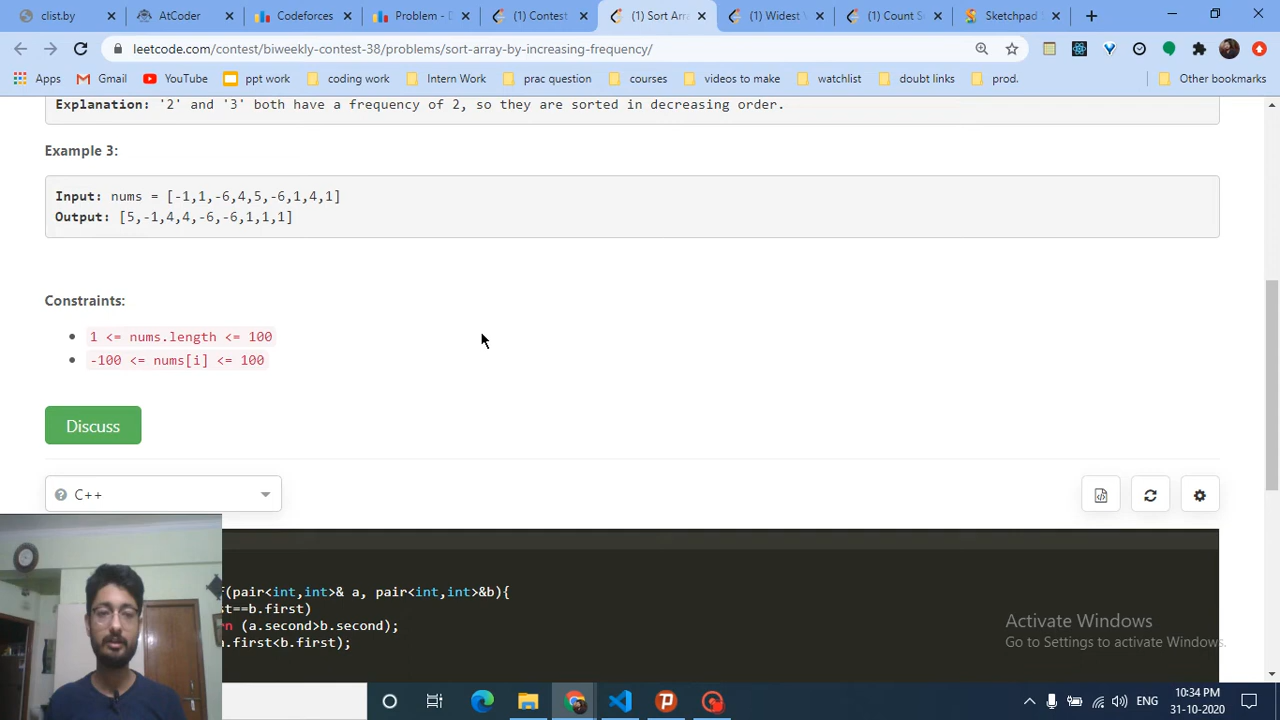 clist.by
AtCoder
Codeforces
Problem - D
(1) Contest
(1) Sort Arra
(1) Widest V
(1) Count Su
Sketchpad
leetcode.com/contest/biweekly-contest-38/problems/sort-array-by-increasing-frequency/
Apps
Gmail
YouTube
ppt work
coding work
Intern Work
prac question
courses
videos to make
watchlist
doubt links
prod.
Other bookmarks
Explanation: '2' and '3' both have a frequency of 2, so they are sorted in decreasing order.
Example 3:
Input: nums = [-1,1,-6,4,5,-6,1,4,1]
Output: [5,-1,4,4,-6,-6,1,1,1]
Constraints:
1 <= nums.length <= 100
-100 <= nums[i] <= 100
Discuss
C++
f(pair<int,int>& a, pair<int,int>&b){
st==b.first)
n (a.second>b.second);
.first<b.first);
Activate Windows
Go to Settings to activate Windows.
ENG
10:34 PM
31-10-2020